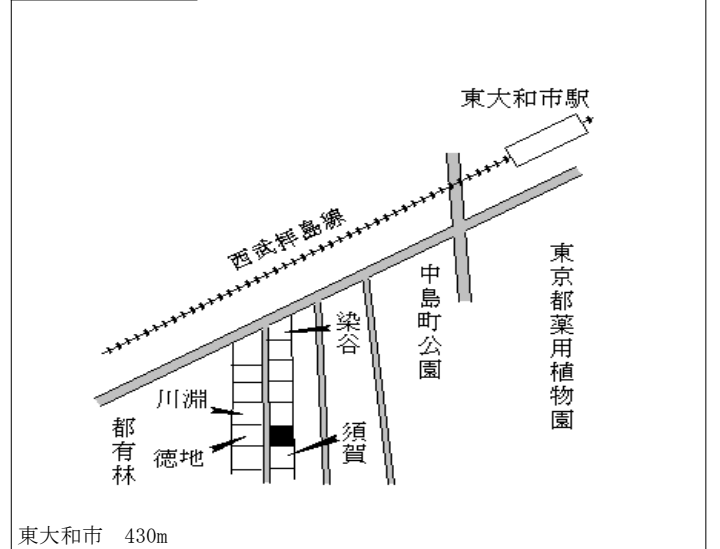 東大和市駅
西武拝島線
中島町公園
東京都薬用植物園
染谷
川淵
都有林
徳地
須賀
東大和市 430m